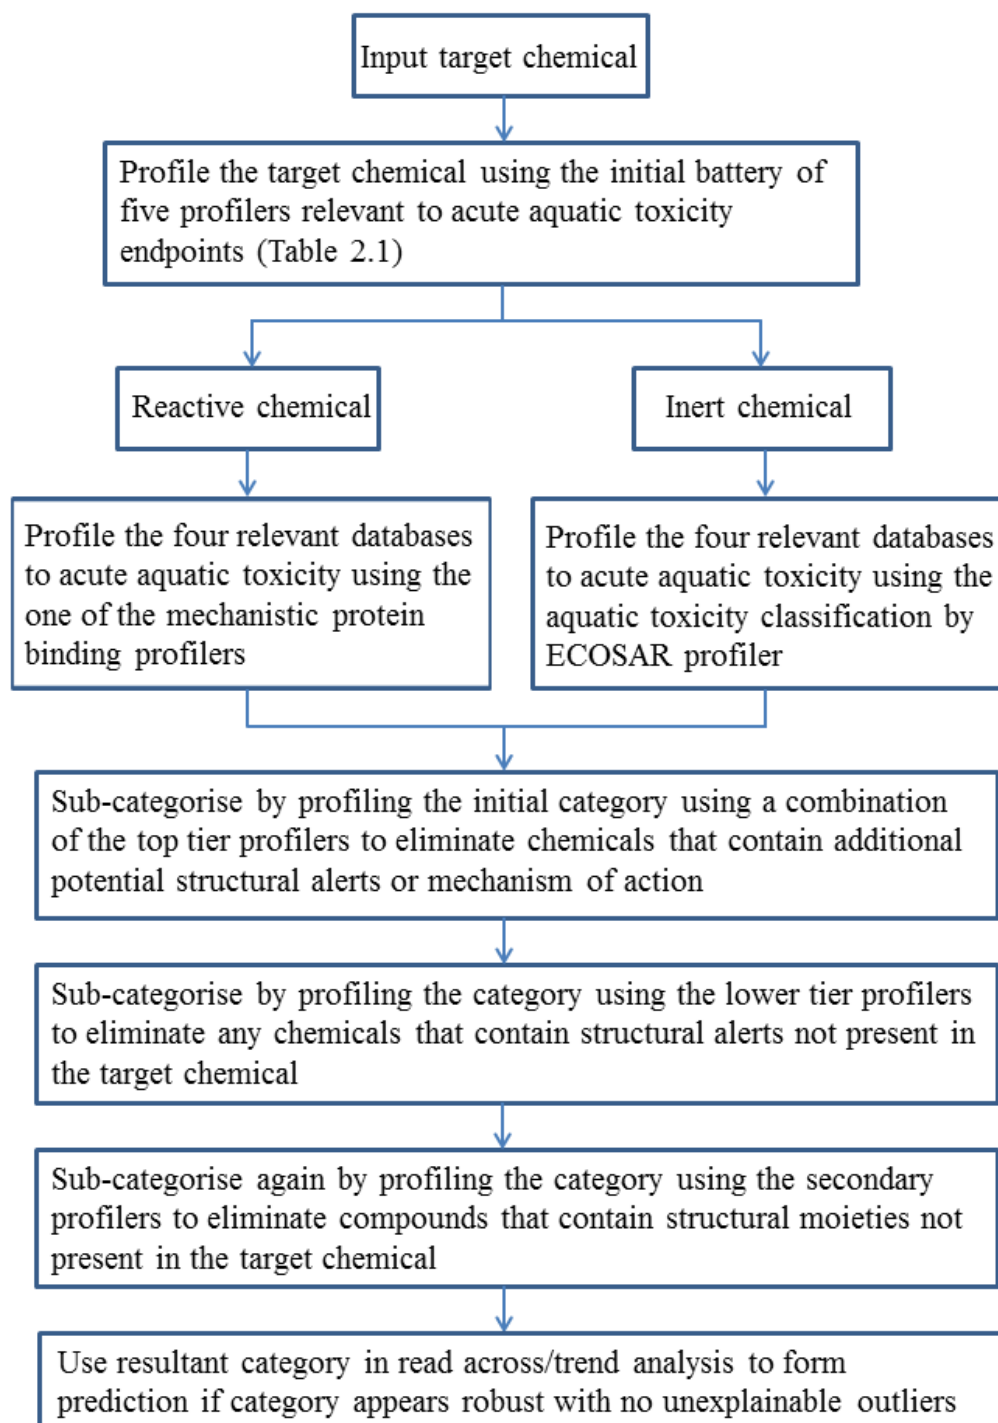 Input target chemical
Profile the target chemical using the initial battery of
five profilers relevant to acute aquatic toxicity
endpoints (Table 2.1)
Reactive chemical
Inert chemical
Profile the four relevant databases
to acute aquatic toxicity using the
one of the mechanistic protein
binding profilers
Profile the four relevant databases
to acute aquatic toxicity using the
aquatic toxicity classification by
ECOSAR profiler
Sub-categorise by profiling the initial category using a combination
of the top tier profilers to eliminate chemicals that contain additional
potential structural alerts or mechanism of action
Sub-categorise by profiling the category using the lower tier profilers
to eliminate any chemicals that contain structural alerts not present in
the target chemical
Sub-categorise again by profiling the category using the secondary
profilers to eliminate compounds that contain structural moieties not
present in the target chemical
Use resultant category in read across/trend analysis to form
prediction if category appears robust with no unexplainable outliers